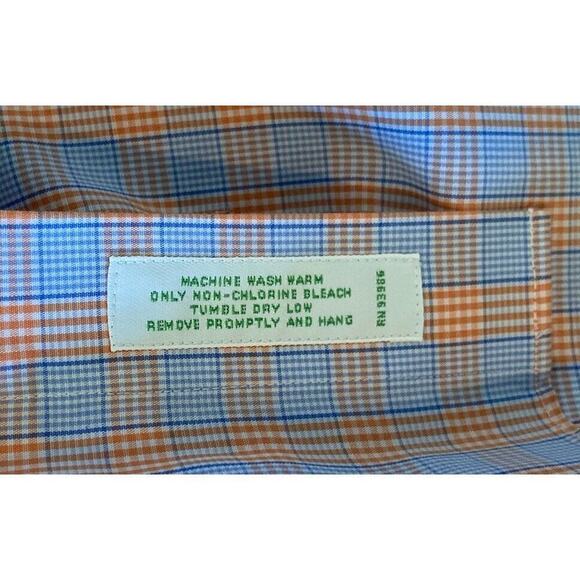 MACHINE WASH WARM
ONLY NON-CHLORINE BLEACH
TUMBLE DRY LOW
REMOVE PROMPTLY AND HANG
RN 93986